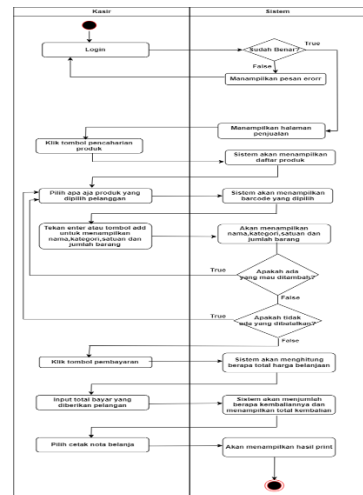 Kasir
Sistem
Login
Sudah Benar?
True
False
Manampilkan pesan erorr
Manampilkan halaman
penjualan
Klik tombol pencaharian
produk
Sistem akan menampilkan
daftar produk
Pilih apa aja produk yang
dipilih pelanggan
Sistem akan menampilkan
barcode yang dipilih
Tekan enter atau tombol add
untuk menampilkan
nama,kategori,satuan dan
jumlah barang
Akan menampilkan
nama,kategori,satuan dan
jumlah barang
True
Apakah ada
yang mau ditambah?
False
True
Apakah tidak
ada yang dibatalkan?
False
Klik tombol pembayaran
Sistem akan menghitung
berapa total harga belanjaan
Input total bayar yang
diberikan pelangan
Sistem akan menjumlah
berapa kembaliannya dan
menampilkan total kembalian
Pilih cetak nota belanja
Akan menampilkan hasil print